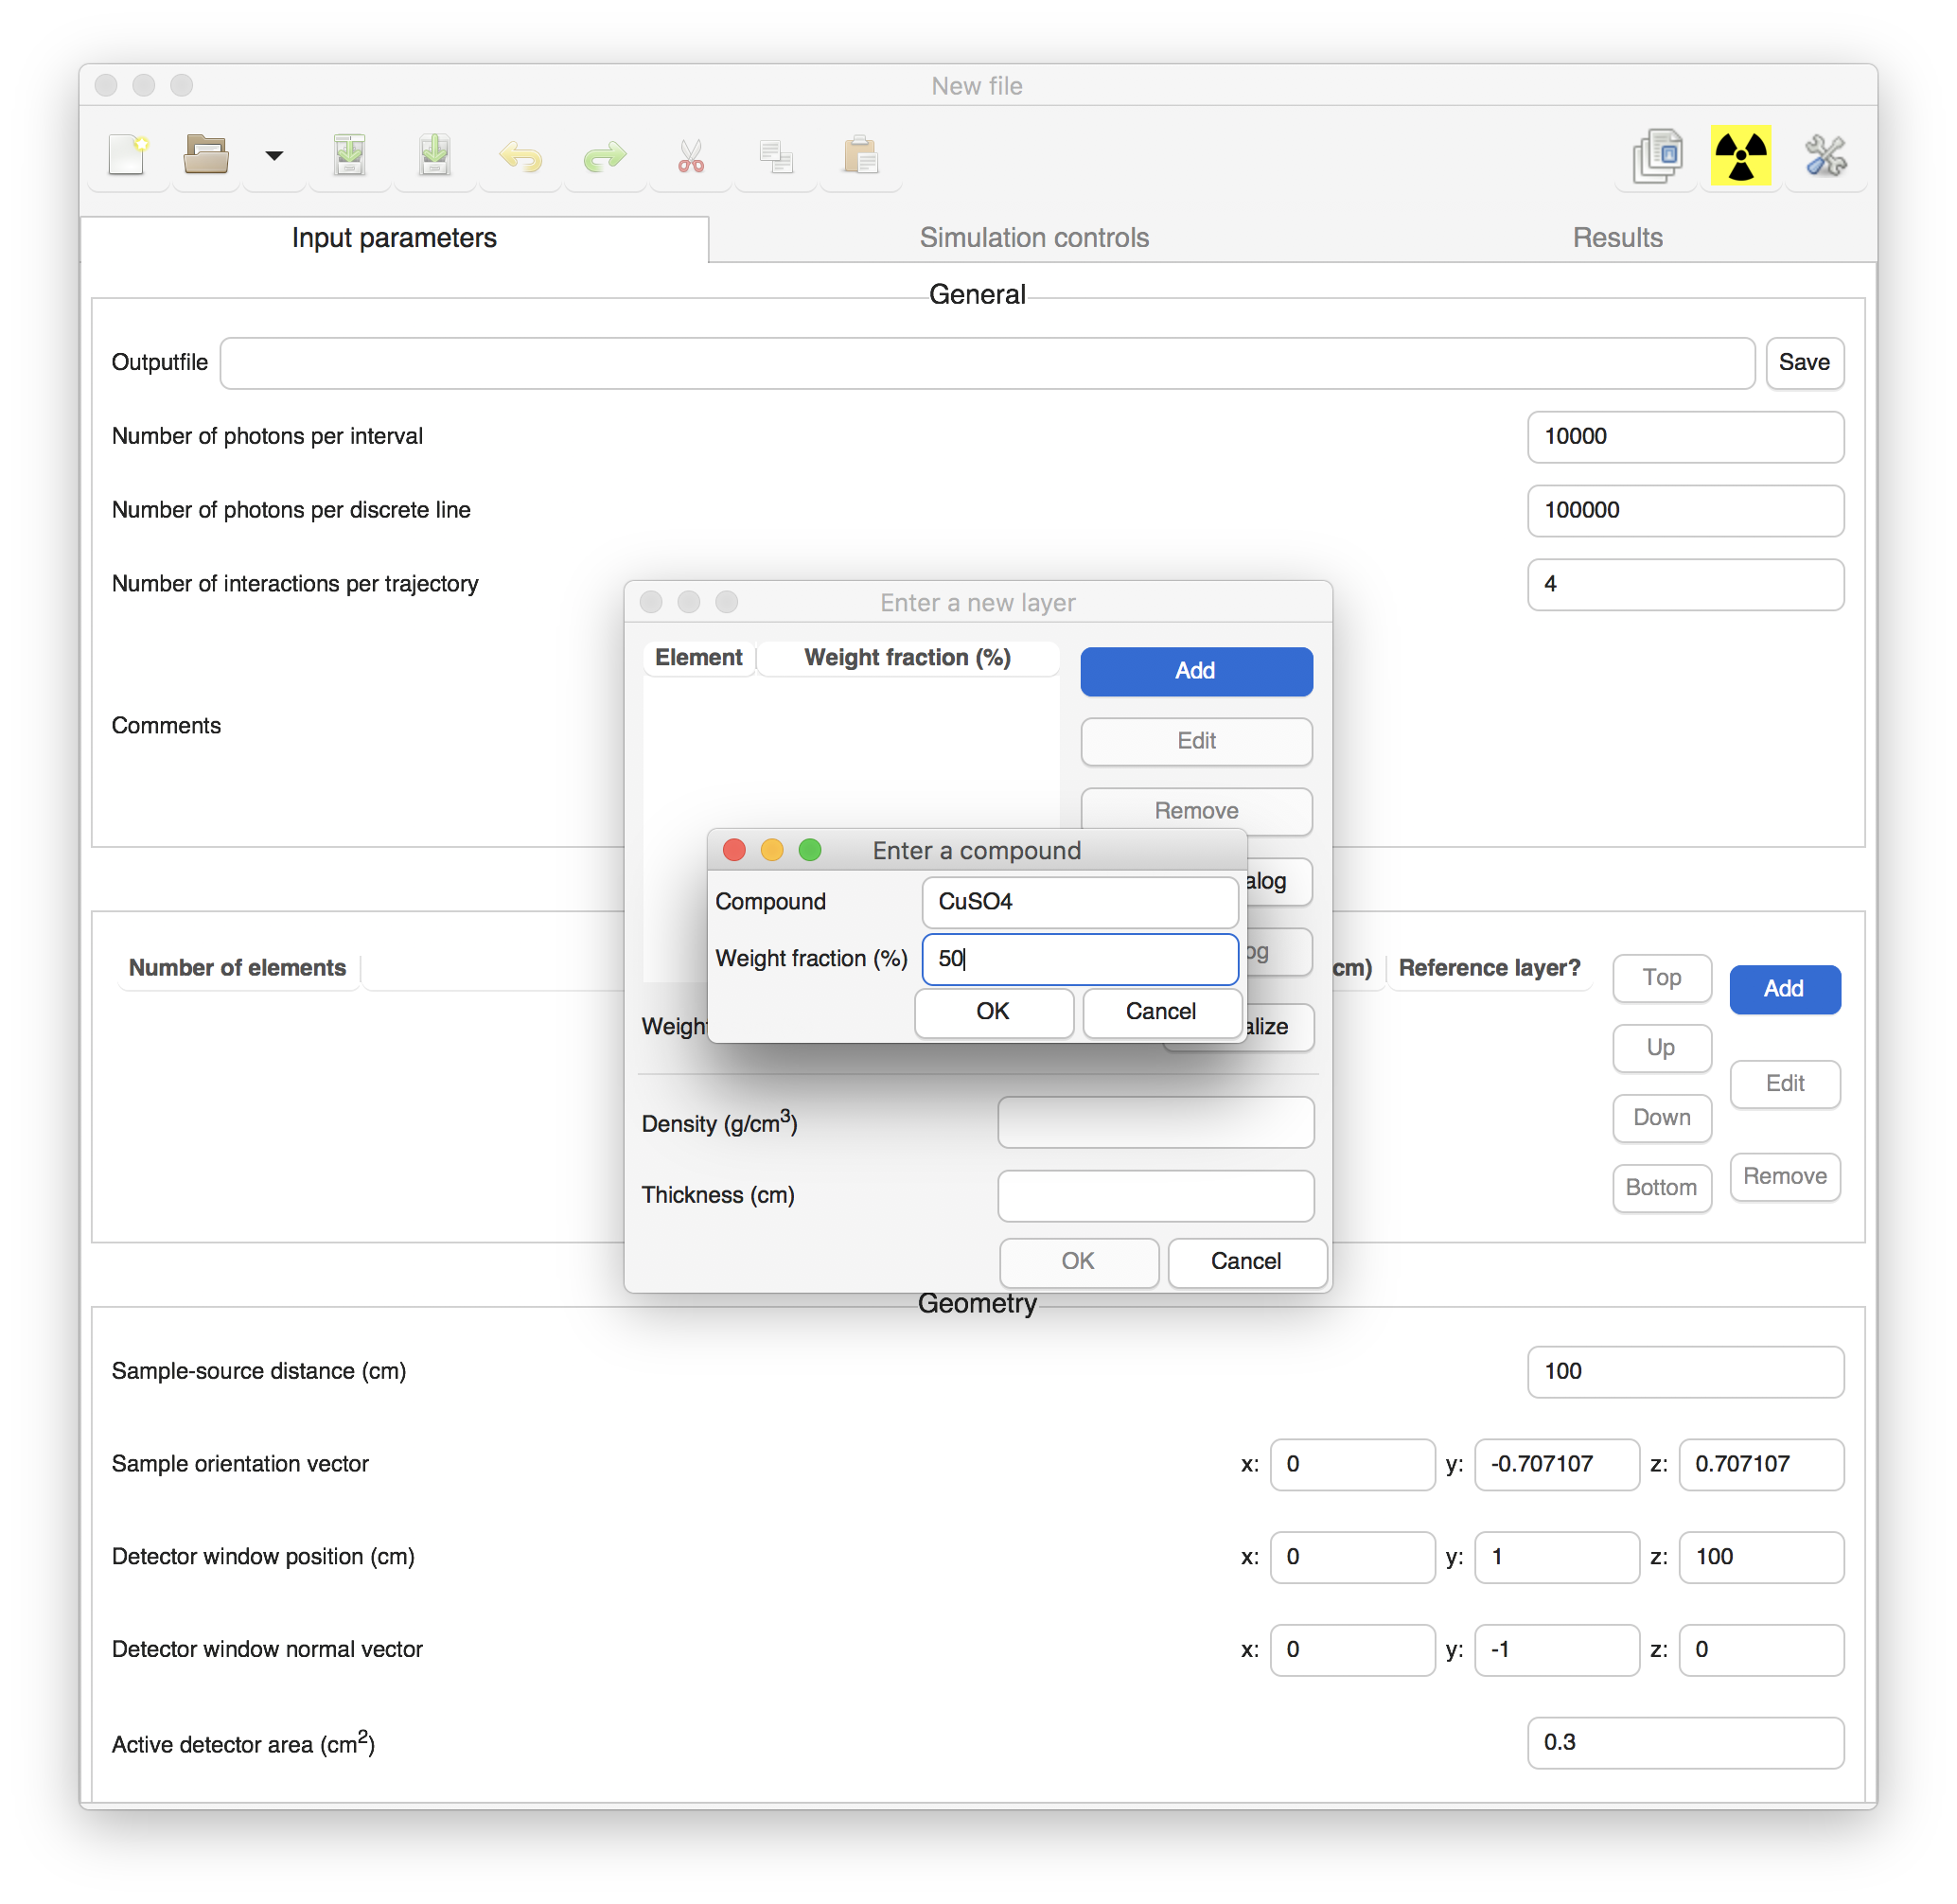 New file
Input parameters Simulation controls Results
General
Outputfile Save
Number of photons per interval 10000
Number of photons per discrete line 100000
Number of interactions per trajectory 4
Comments
Enter a new layer
Element Weight fraction (%) Add
Edit
Remove
alog
og
Weight alize
Enter a compound
Compound CuSO4
Weight fraction (%) 50
OK Cancel
Density (g/cm3)
Thickness (cm)
OK Cancel
Number of elements cm) Reference layer? Top Add
Up
Edit
Down
Bottom Remove
Geometry
Sample-source distance (cm) 100
Sample orientation vector x: 0 y: -0.707107 z: 0.707107
Detector window position (cm) x: 0 y: 1 z: 100
Detector window normal vector x: 0 y: -1 z: 0
Active detector area (cm2) 0.3